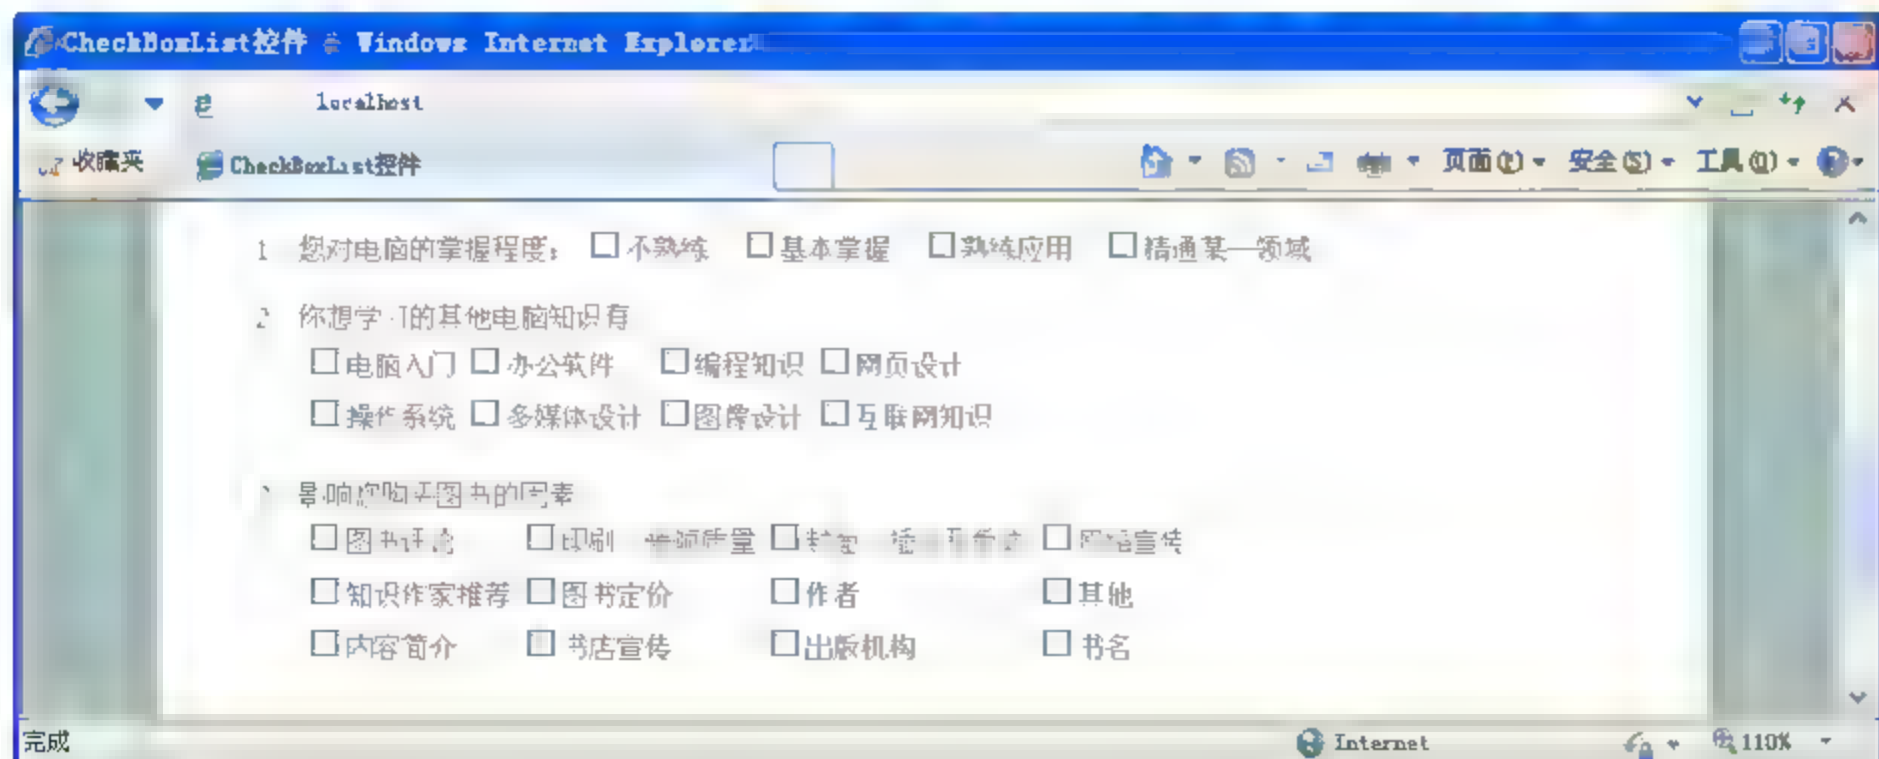 CheckBoxList控件 - Windows Internet Explorer
localhost
收藏夹 CheckBoxList控件 页面(P) 安全(S) 工具(O)
1 您对电脑的掌握程度: 不熟练 基本掌握 熟练应用 精通某一领域
2 你想学习的其他电脑知识有
电脑入门 办公软件 编程知识 网页设计
操作系统 多媒体设计 图像设计 互联网知识
影响您购买图书的因素
图书评论 印刷 质量 网络宣传
知识作家推荐 图书定价 作者 其他
内容简介 书店宣传 出版机构 书名
完成 Internet 110%